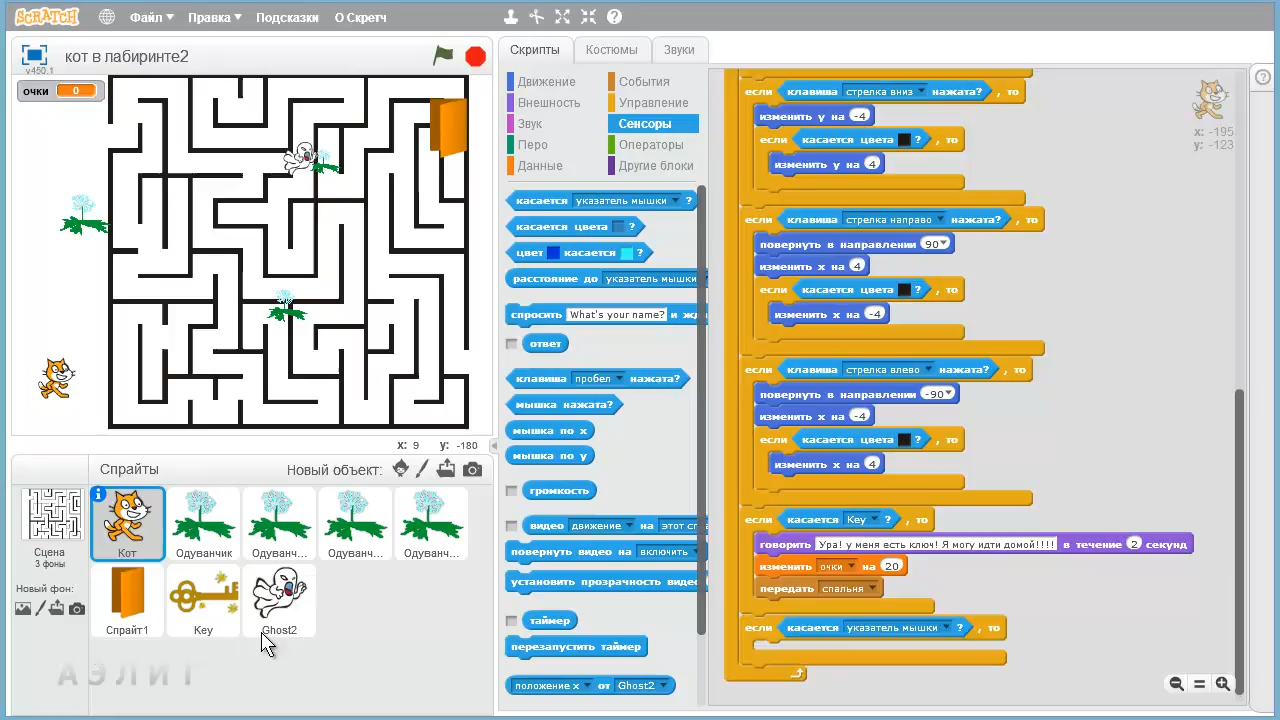 SCRATCH Файл Правка Подсказки О Скретч
v450.1
кот в лабиринте2
очки 0
x: 9 y: -180
Спрайты Новый объект:
Сцена
3 фоны
Новый фон:
Кот
Одуванч...
Одуванч...
Одуванч...
Спрайт1
Key
Ghost2
АЭЛИТ
Скрипты Костюмы Звуки
Движение События
Внешность Управление
Звук Сенсоры
Перо Операторы
Данные Другие блоки
касается указатель мышки ?
касается цвета ?
цвет касается ?
расстояние до указатель мышки
спросить What's your name? и жд
ответ
клавиша пробел нажата?
мышка нажата?
мышка по x
мышка по y
громкость
видео движение на этот сп
повернуть видео на включить
установить прозрачность видео
таймер
перезапустить таймер
положение x от Ghost2
если клавиша стрелка вниз нажата? , то
изменить y на -4
если касается цвета ? , то
изменить y на 4
если клавиша стрелка направо нажата? , то
повернуть в направлении 90
изменить x на 4
если касается цвета ? , то
изменить x на -4
если клавиша стрелка влево нажата? , то
повернуть в направлении -90
изменить x на -4
если касается цвета ? , то
изменить x на 4
если касается Key ? , то
говорить Ура! у меня есть ключ! Я могу идти домой!!!! в течение 2 секунд
изменить очки на 20
передать спальня
если касается указатель мышки ? , то
x: -195
y: -123